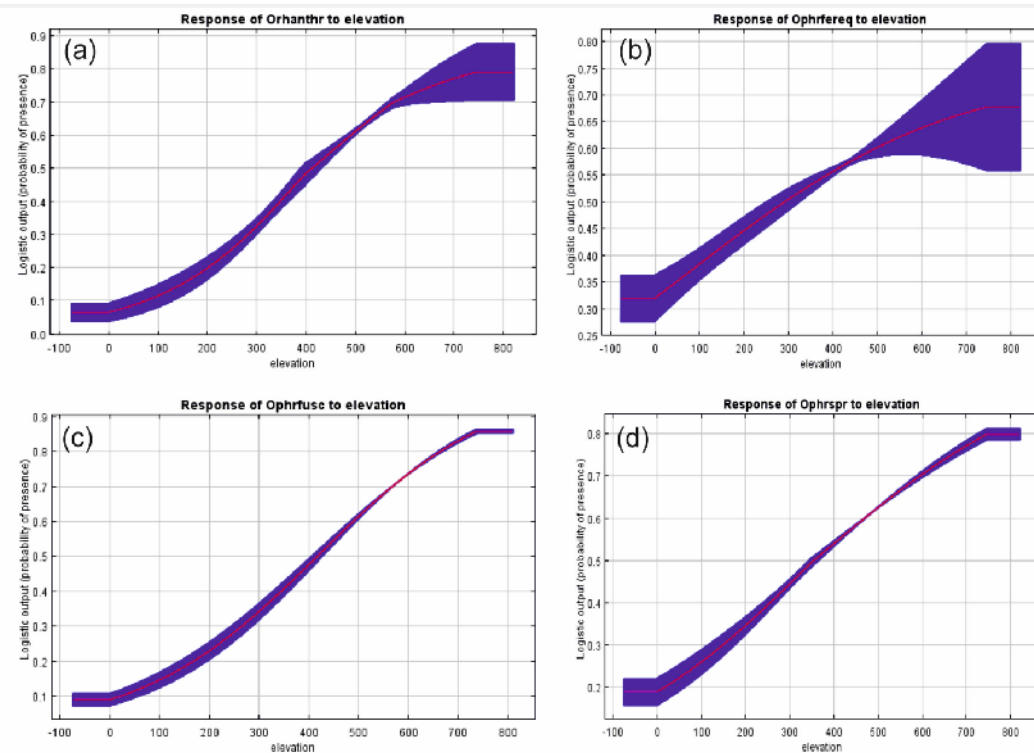 Response of Orhanthr to elevation
(a)
Logistic output (probability of presence)
0.9
0.8
0.7
0.6
0.5
0.4
0.3
0.2
0.1
0.0
-100 0 100 200 300 400 500 600 700 800
elevation
Response of Ophrfereq to elevation
(b)
Logistic output (probability of presence)
0.80
0.75
0.70
0.65
0.60
0.55
0.50
0.45
0.40
0.35
0.30
0.25
-100 0 100 200 300 400 500 600 700 800
elevation
Response of Ophrfusc to elevation
(c)
Logistic output (probability of presence)
0.9
0.8
0.7
0.6
0.5
0.4
0.3
0.2
0.1
-100 0 100 200 300 400 500 600 700 800
elevation
Response of Ophrspr to elevation
(d)
Logistic output (probability of presence)
0.8
0.7
0.6
0.5
0.4
0.3
0.2
-100 0 100 200 300 400 500 600 700 800
elevation